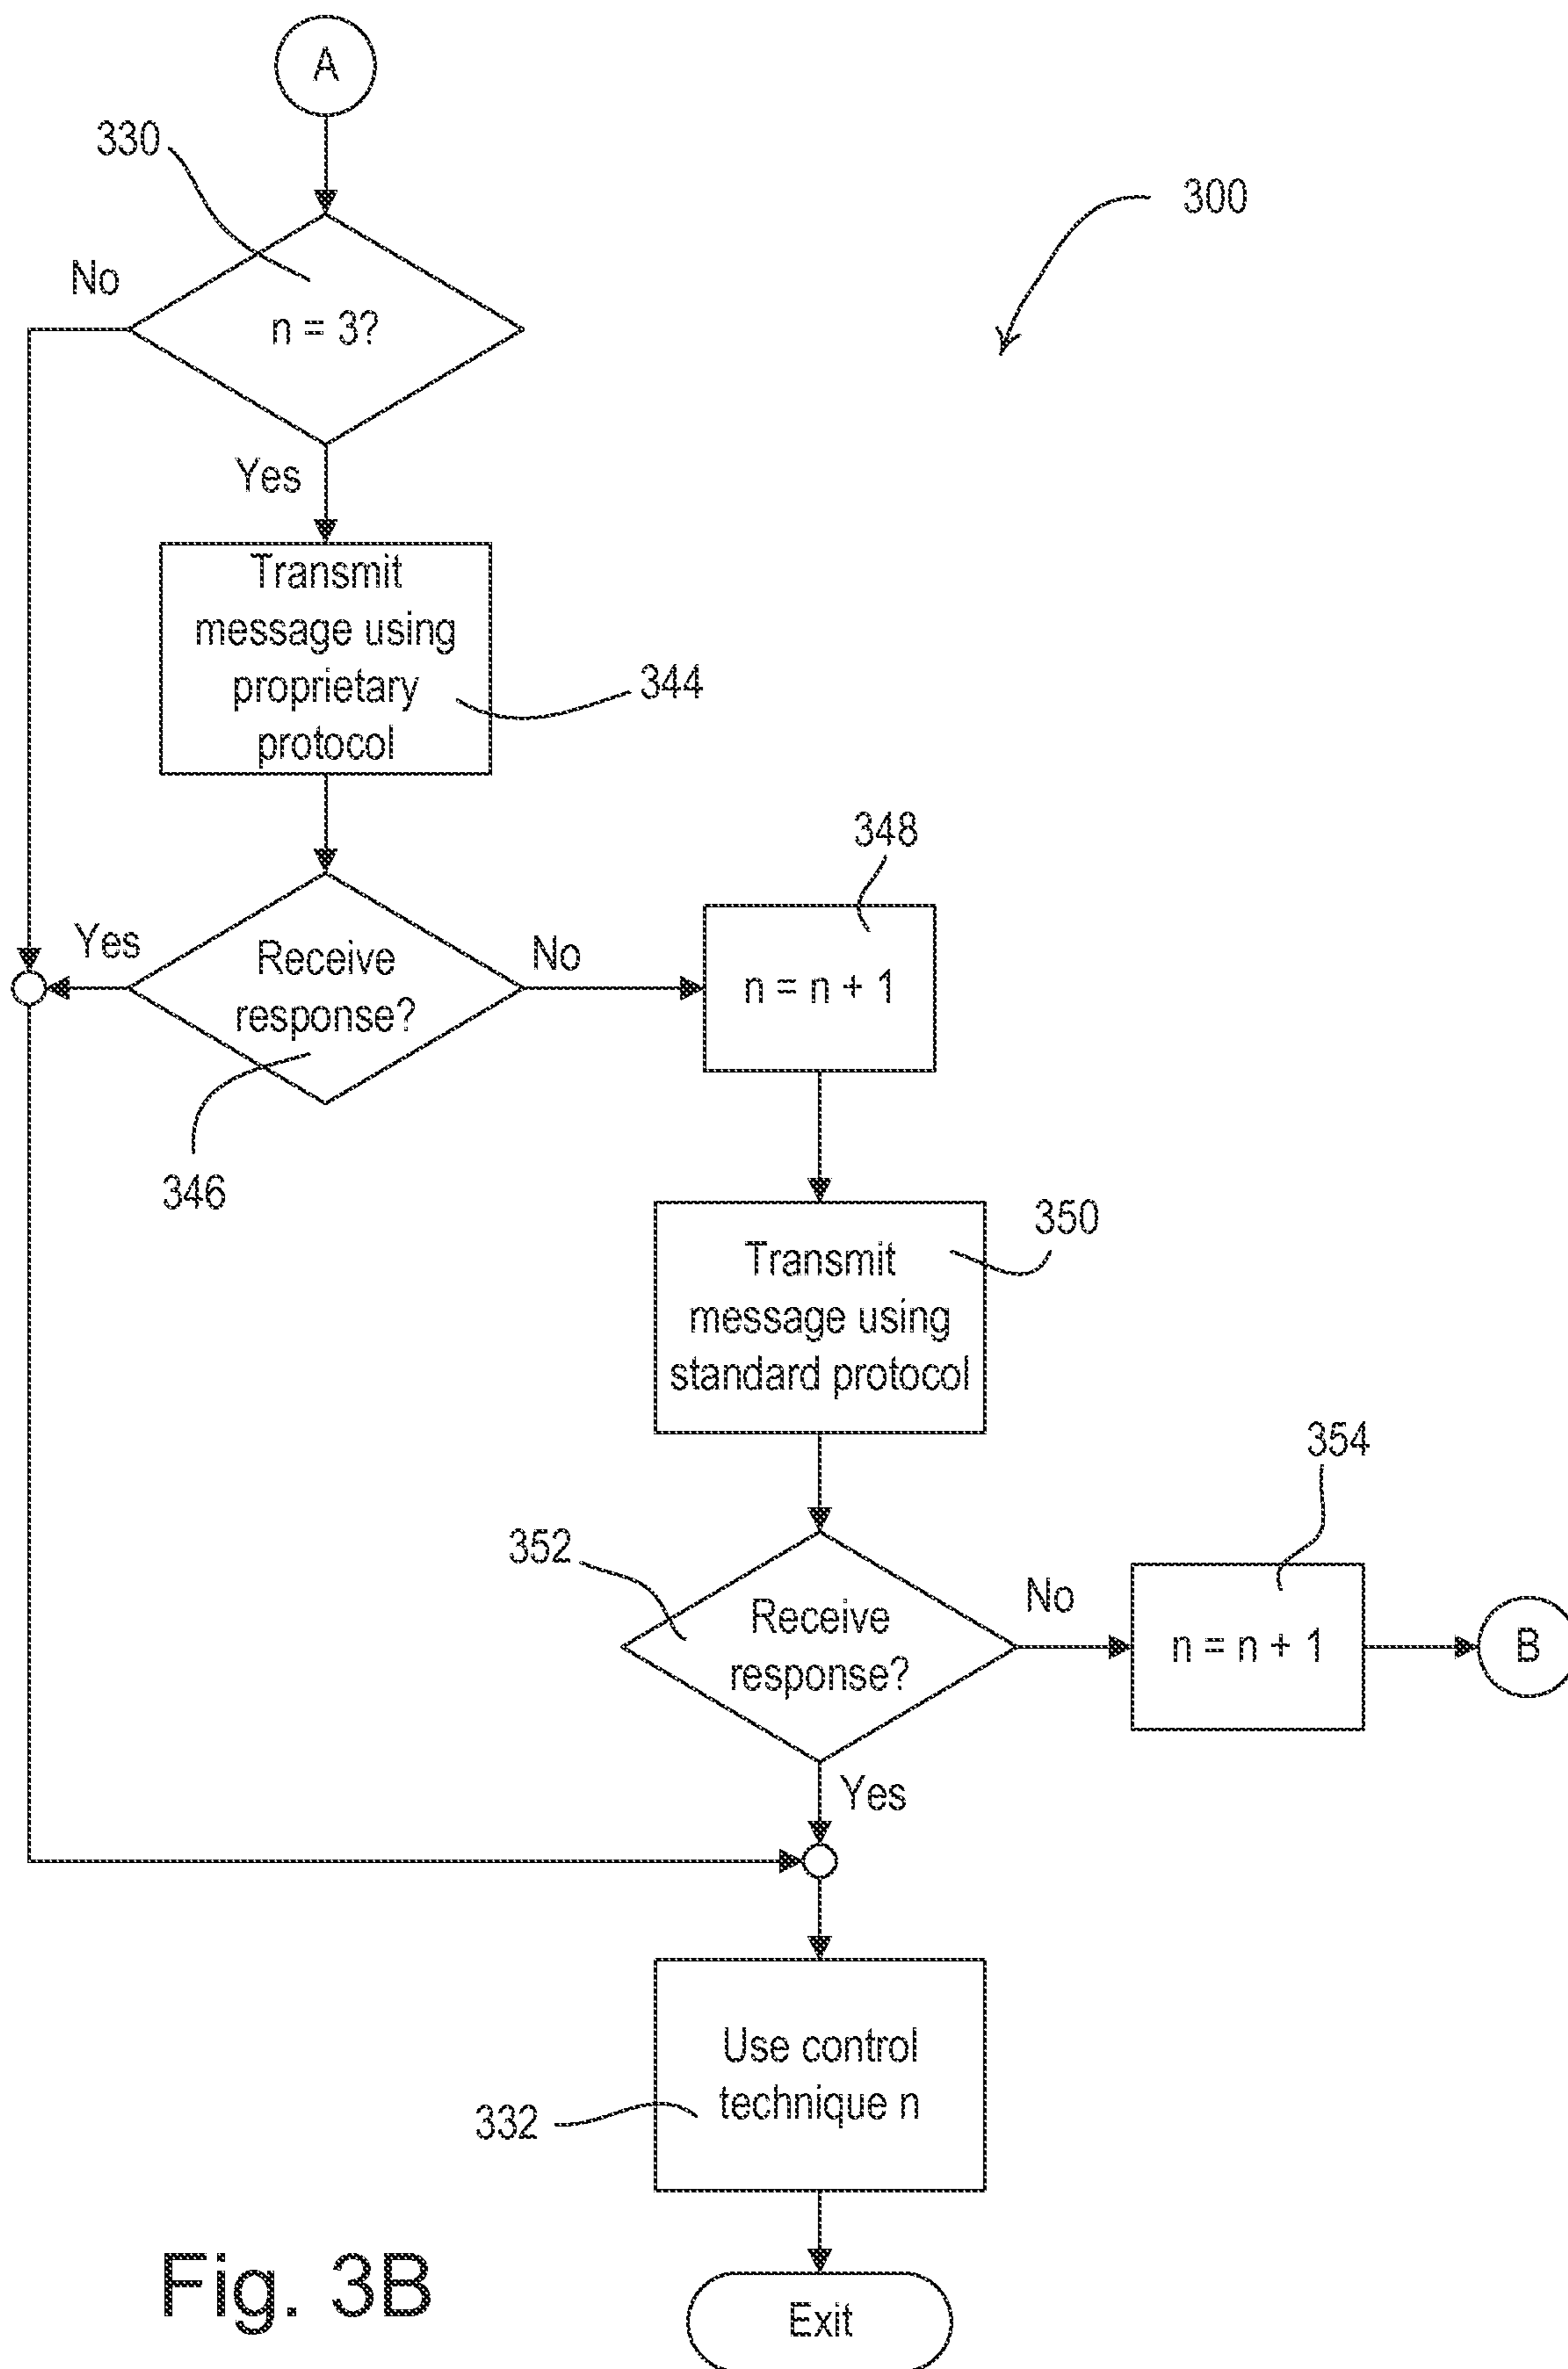 A
330
300
No
n = 3?
Yes
Transmit
message using
proprietary
protocol
344
348
Yes
Receive
response?
No
n = n + 1
346
350
Transmit
message using
standard protocol
354
352
Receive
response?
No
n = n + 1
B
Yes
Use control
technique n
332
Fig. 3B
Exit